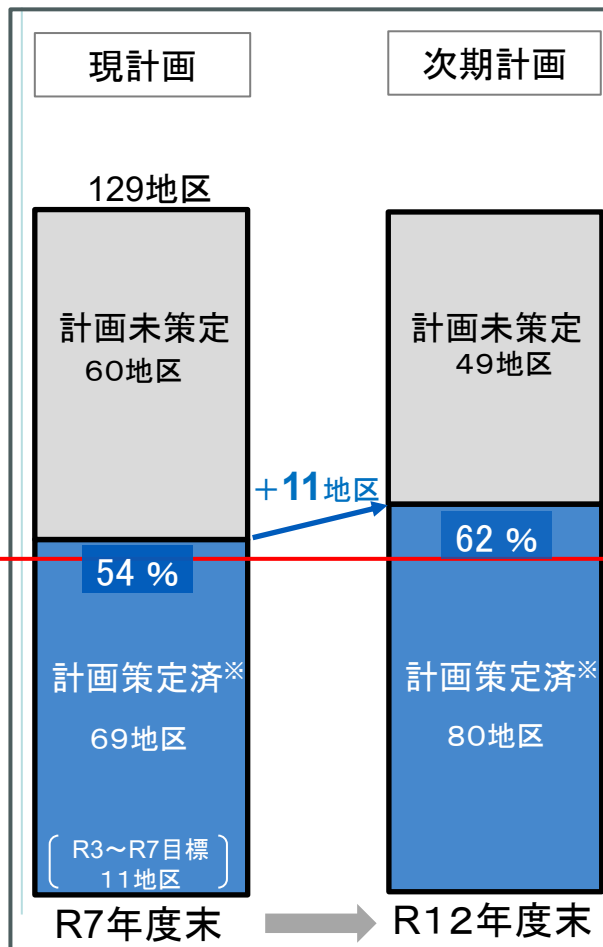 現計画
次期計画
129地区
計画未策定
60地区
計画未策定
49地区
＋11地区
54 %
62 %
計画策定済※
69地区
計画策定済※
80地区
R3～R7目標
11地区
R7年度末
R12年度末